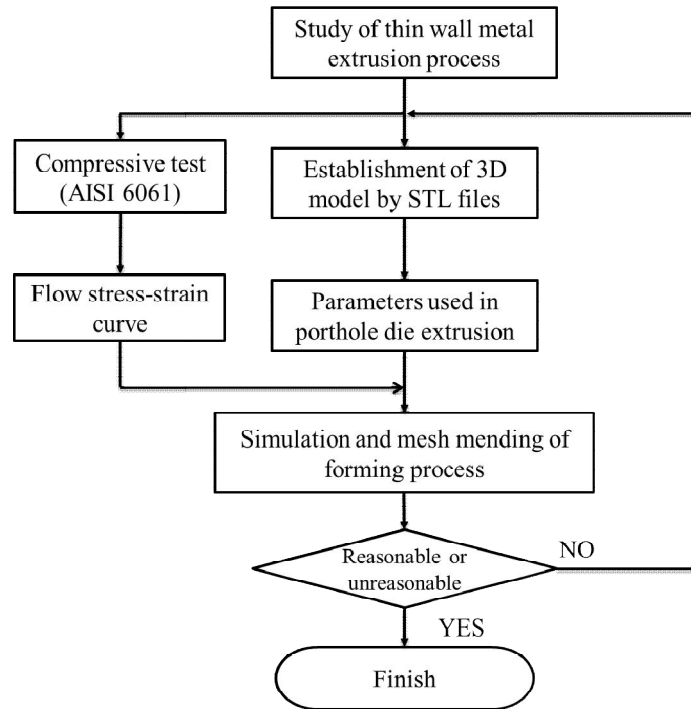 Study of thin wall metal
extrusion process
Compressive test
(AISI 6061)
Establishment of 3D
model by STL files
Flow stress-strain
curve
Parameters used in
porthole die extrusion
Simulation and mesh mending of
forming process
Reasonable or
unreasonable
NO
YES
Finish